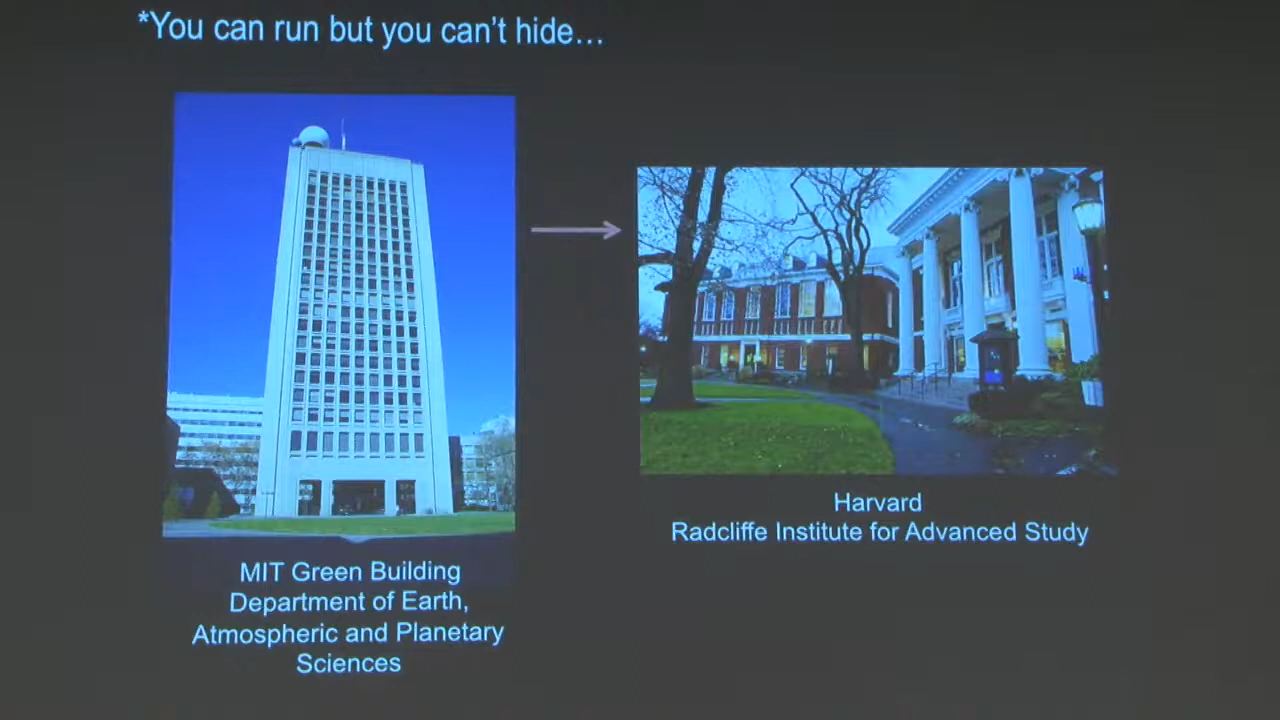 *You can run but you can't hide...
MIT Green Building
Department of Earth,
Atmospheric and Planetary
Sciences
Harvard
Radcliffe Institute for Advanced Study